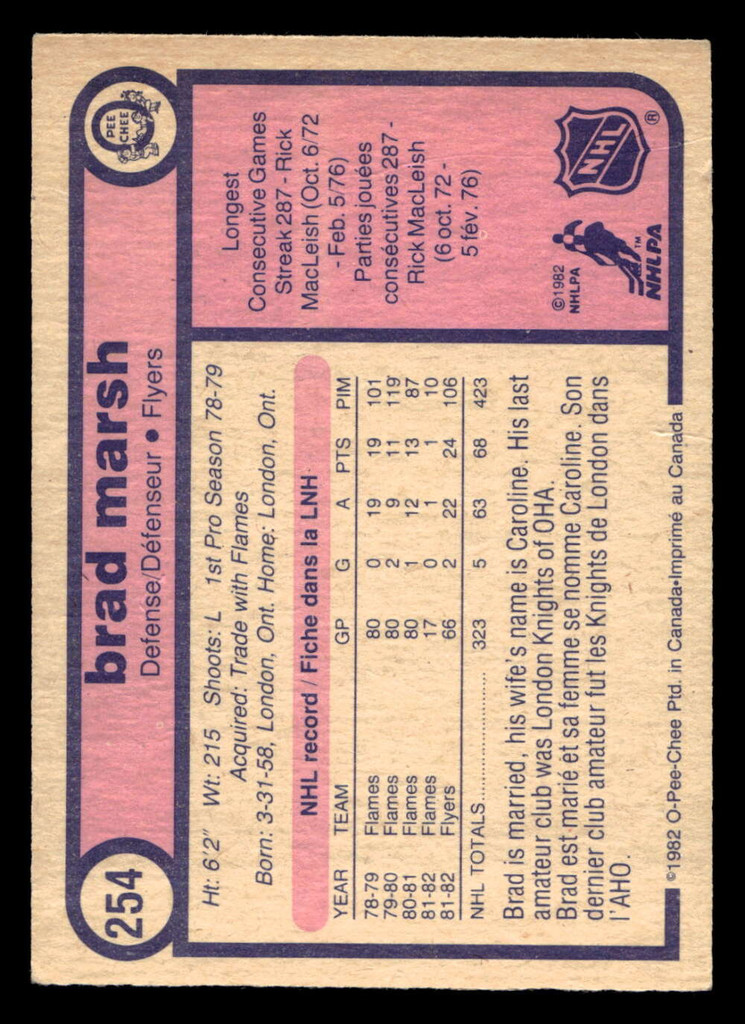 254
brad marsh
Defense/Défenseur • Flyers
PEE
CHEE
Ht: 6'2" Wt: 215 Shoots: L 1st Pro Season 78-79
Acquired: Trade with Flames
Born: 3-31-58, London, Ont. Home: London, Ont.
NHL record / Fiche dans la LNH
YEAR TEAM GP G A PTS PIM
78-79 Flames 80 0 19 19 101
79-80 Flames 80 2 9 11 119
80-81 Flames 80 1 12 13 87
81-82 Flames 17 0 1 1 10
81-82 Flyers 66 2 22 24 106
NHL TOTALS.................... 323 5 63 68 423
Brad is married, his wife's name is Caroline. His last
amateur club was London Knights of OHA.
Brad est marié et sa femme se nomme Caroline. Son
dernier club amateur fut les Knights de London dans
l'AHO.
©1982 O-Pee-Chee Ptd. in Canada•Imprimé au Canada
Longest
Consecutive Games
Streak 287 - Rick
MacLeish (Oct. 6/72
- Feb. 5/76)
Parties jouées
consécutives 287 -
Rick MacLeish
(6 oct. 72 -
5 fév. 76)
©1982
NHLPA
NHLPA™
NHL®